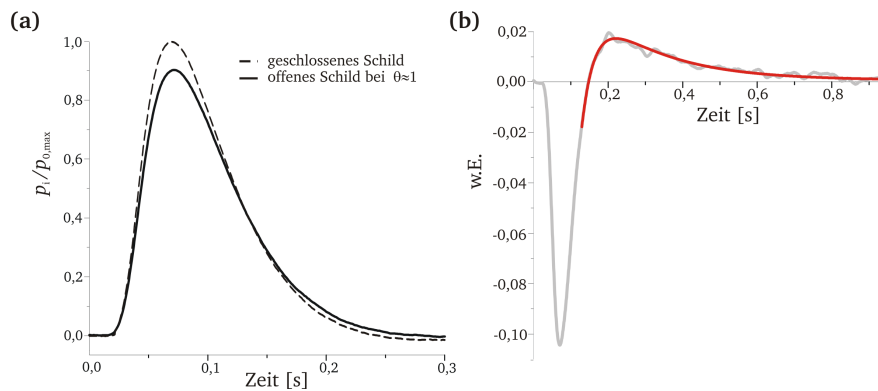 (a)
1,0
0,8
0,6
0,4
0,2
0,0
pᵢ/p₀,max
geschlossenes Schild
offenes Schild bei θ≈1
0,0 0,1 0,2 0,3
Zeit [s]
(b)
0,02
0,00
-0,02
-0,04
-0,06
-0,08
-0,10
w.E.
0,2 0,4 0,6 0,8
Zeit [s]